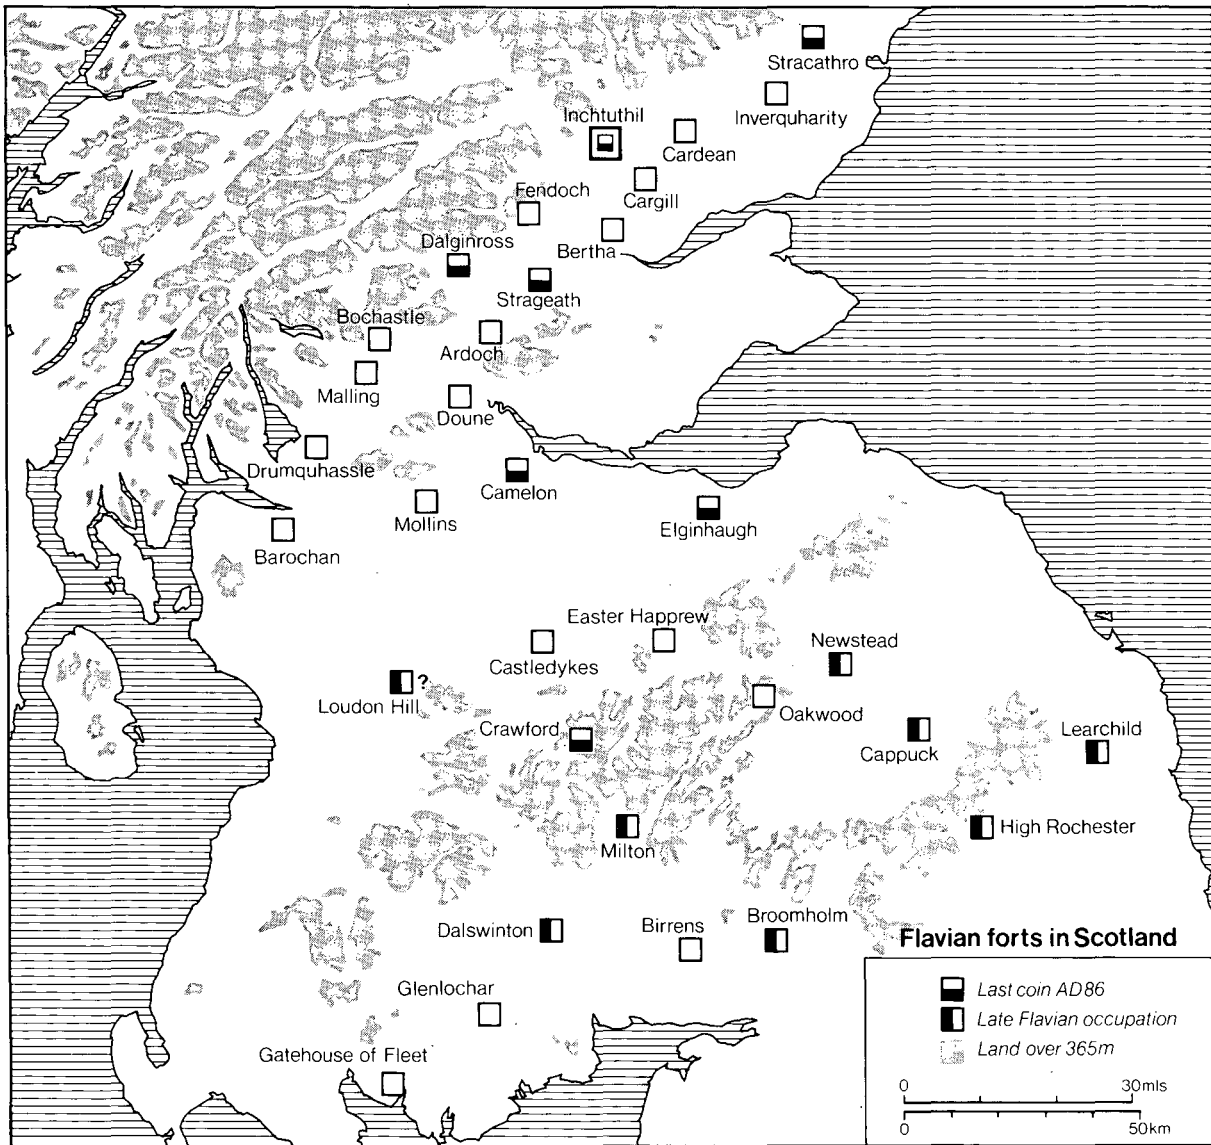 Stracathro
Inverquharity
Inchtuthil
Cardean
Cargill
Fendoch
Bertha
Dalginross
Strageath
Bochastle
Ardoch
Malling
Doune
Drumquhassle
Camelon
Mollins
Elginhaugh
Barochan
Easter Happrew
Newstead
Castledykes
Loudon Hill
?
Oakwood
Crawford
Cappuck
Learchild
Milton
High Rochester
Dalswinton
Birrens
Broomholm
Glenlochar
Gatehouse of Fleet
Flavian forts in Scotland
Last coin AD86
Late Flavian occupation
Land over 365m
0 30mls
0 50km